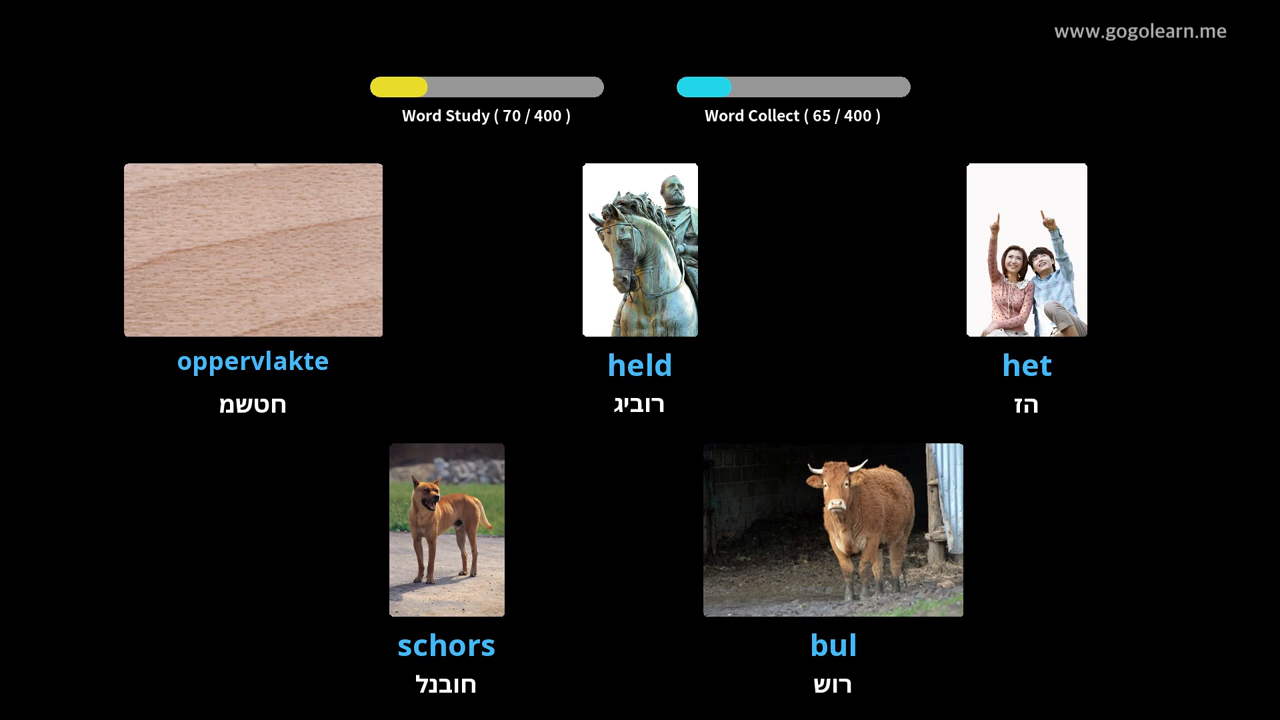 www.gogolearn.me
Word Study ( 70 / 400 )
Word Collect ( 65 / 400 )
oppervlakte
חטשמ
held
רוביג
het
הז
schors
חובנל
bul
רוש